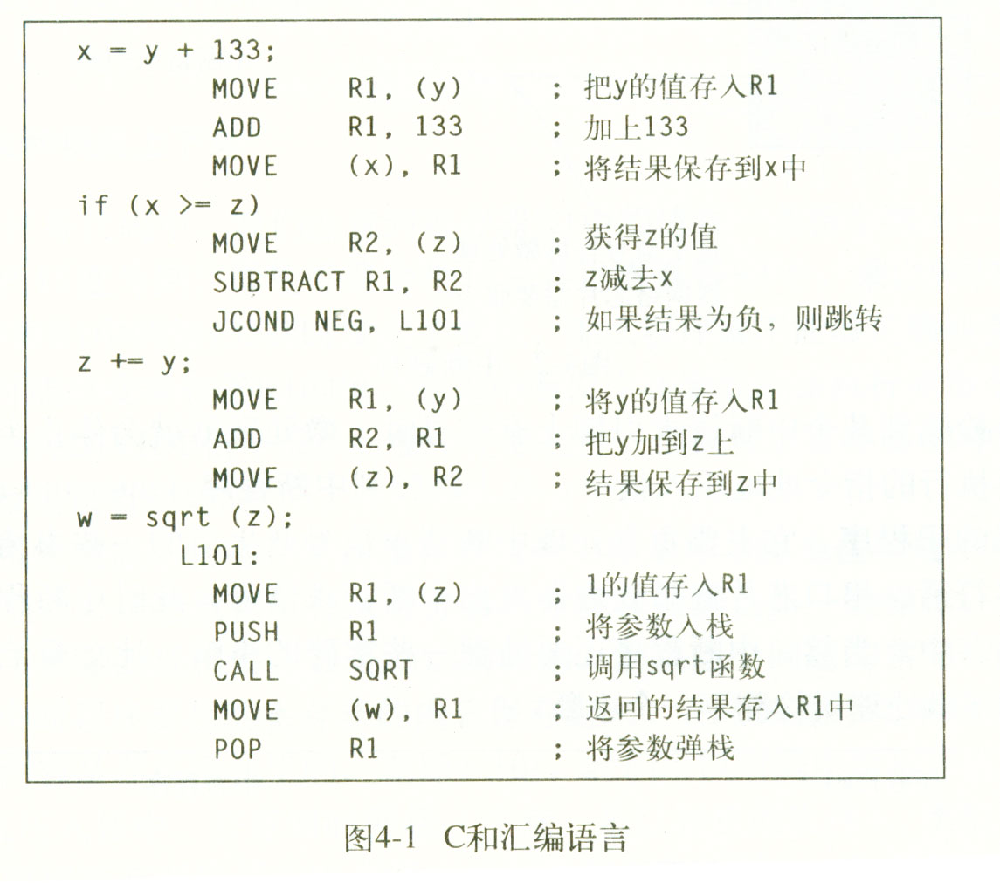 x = y + 133;
MOVE R1, (y) ; 把y的值存入R1
ADD R1, 133 ; 加上133
MOVE (x), R1 ; 将结果保存到x中
if (x >= z)
MOVE R2, (z) ; 获得z的值
SUBTRACT R1, R2 ; z减去x
JCOND NEG, L101 ; 如果结果为负，则跳转
z += y;
MOVE R1, (y) ; 将y的值存入R1
ADD R2, R1 ; 把y加到z上
MOVE (z), R2 ; 结果保存到z中
w = sqrt (z);
L101:
MOVE R1, (z) ; 1的值存入R1
PUSH R1 ; 将参数入栈
CALL SQRT ; 调用sqrt函数
MOVE (w), R1 ; 返回的结果存入R1中
POP R1 ; 将参数弹栈
图4-1 C和汇编语言